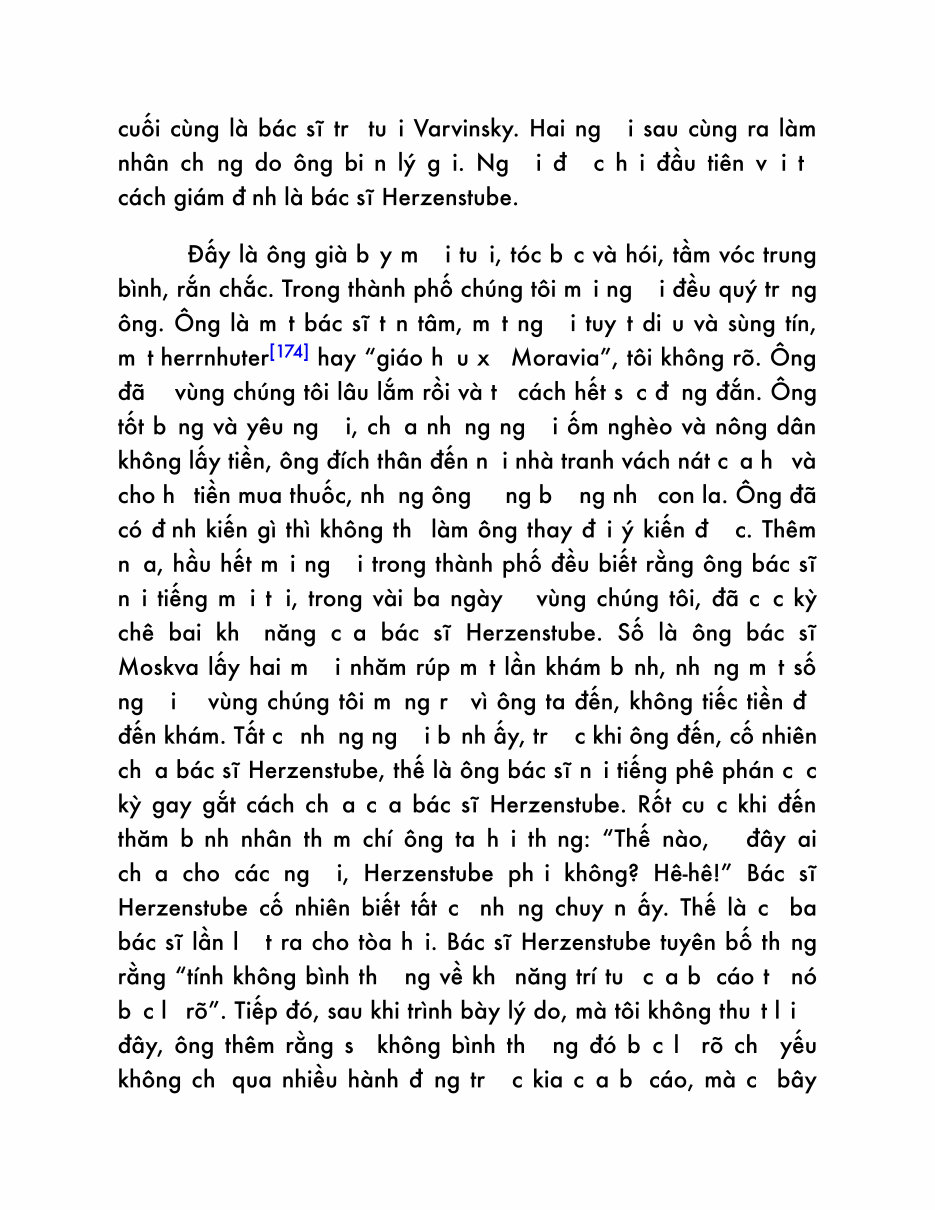 cuối cùng là bác sĩ tr tu i Varvinsky. Hai ng i sau cùng ra làm
nhân ch ng do ông bi n lý g i. Ng i đ c h i đầu tiên v i t
cách giám đ nh là bác sĩ Herzenstube.
Đấy là ông già b y m i tu i, tóc b c và hói, tầm vóc trung
bình, rắn chắc. Trong thành phố chúng tôi m i ng i đều quý tr ng
ông. Ông là m t bác sĩ t n tâm, m t ng i tuy t di u và sùng tín,
m t herrnhuter[174] hay “giáo h u x Moravia”, tôi không rõ. Ông
đã vùng chúng tôi lâu lắm rồi và t cách hết s c đ ng đắn. Ông
tốt b ng và yêu ng i, ch a nh ng ng i ốm nghèo và nông dân
không lấy tiền, ông đích thân đến n i nhà tranh vách nát c a h và
cho h tiền mua thuốc, nh ng ông ng b ng nh con la. Ông đã
có đ nh kiến gì thì không th làm ông thay đ i ý kiến đ c. Thêm
n a, hầu hết m i ng i trong thành phố đều biết rằng ông bác sĩ
n i tiếng m i t i, trong vài ba ngày vùng chúng tôi, đã c c kỳ
chê bai kh năng c a bác sĩ Herzenstube. Số là ông bác sĩ
Moskva lấy hai m i nhăm rúp m t lần khám b nh, nh ng m t số
ng i vùng chúng tôi m ng r vì ông ta đến, không tiếc tiền đ
đến khám. Tất c nh ng ng i b nh ấy, tr c khi ông đến, cố nhiên
ch a bác sĩ Herzenstube, thế là ông bác sĩ n i tiếng phê phán c c
kỳ gay gắt cách ch a c a bác sĩ Herzenstube. Rốt cu c khi đến
thăm b nh nhân th m chí ông ta h i th ng: “Thế nào, đây ai
ch a cho các ng i, Herzenstube ph i không? Hê-hê!” Bác sĩ
Herzenstube cố nhiên biết tất c nh ng chuy n ấy. Thế là c ba
bác sĩ lần l t ra cho tòa h i. Bác sĩ Herzenstube tuyên bố th ng
rằng “tính không bình th ng về kh năng trí tu c a b cáo t nó
b c l rõ”. Tiếp đó, sau khi trình bày lý do, mà tôi không thu t l i
đây, ông thêm rằng s không bình th ng đó b c l rõ ch yếu
không ch qua nhiều hành đ ng tr c kia c a b cáo, mà c bây